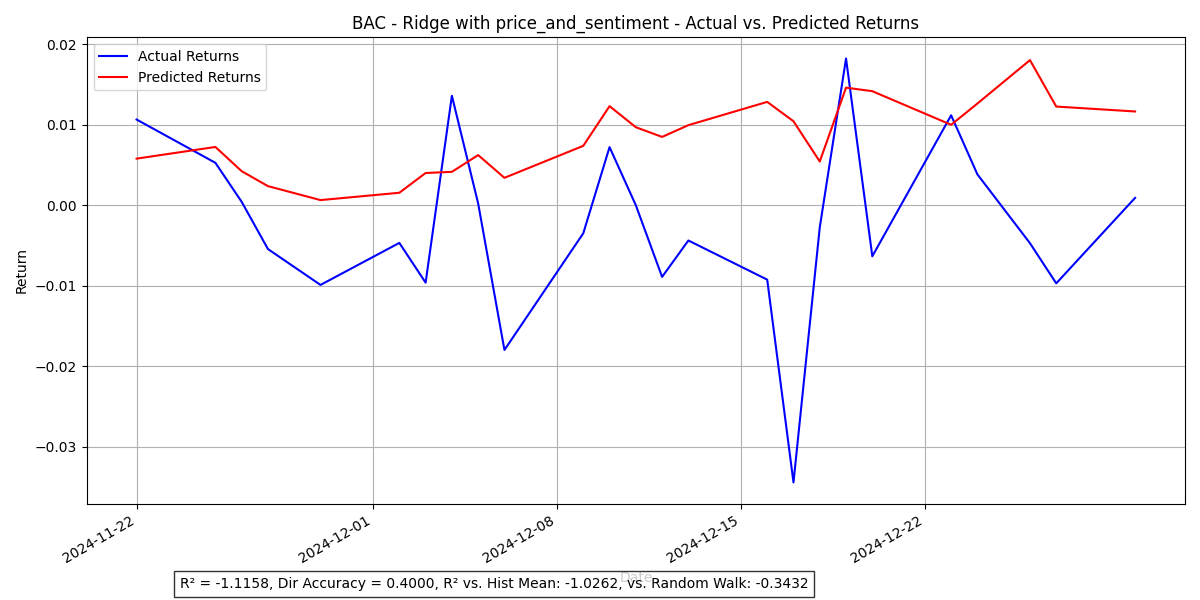 BAC - Ridge with price_and_sentiment - Actual vs. Predicted Returns
Actual Returns
Predicted Returns
0.02
0.01
0.00
−0.01
−0.02
−0.03
Return
2024-11-22
2024-12-01
2024-12-08
2024-12-15
2024-12-22
Date
R² = -1.1158, Dir Accuracy = 0.4000, R² vs. Hist Mean: -1.0262, vs. Random Walk: -0.3432